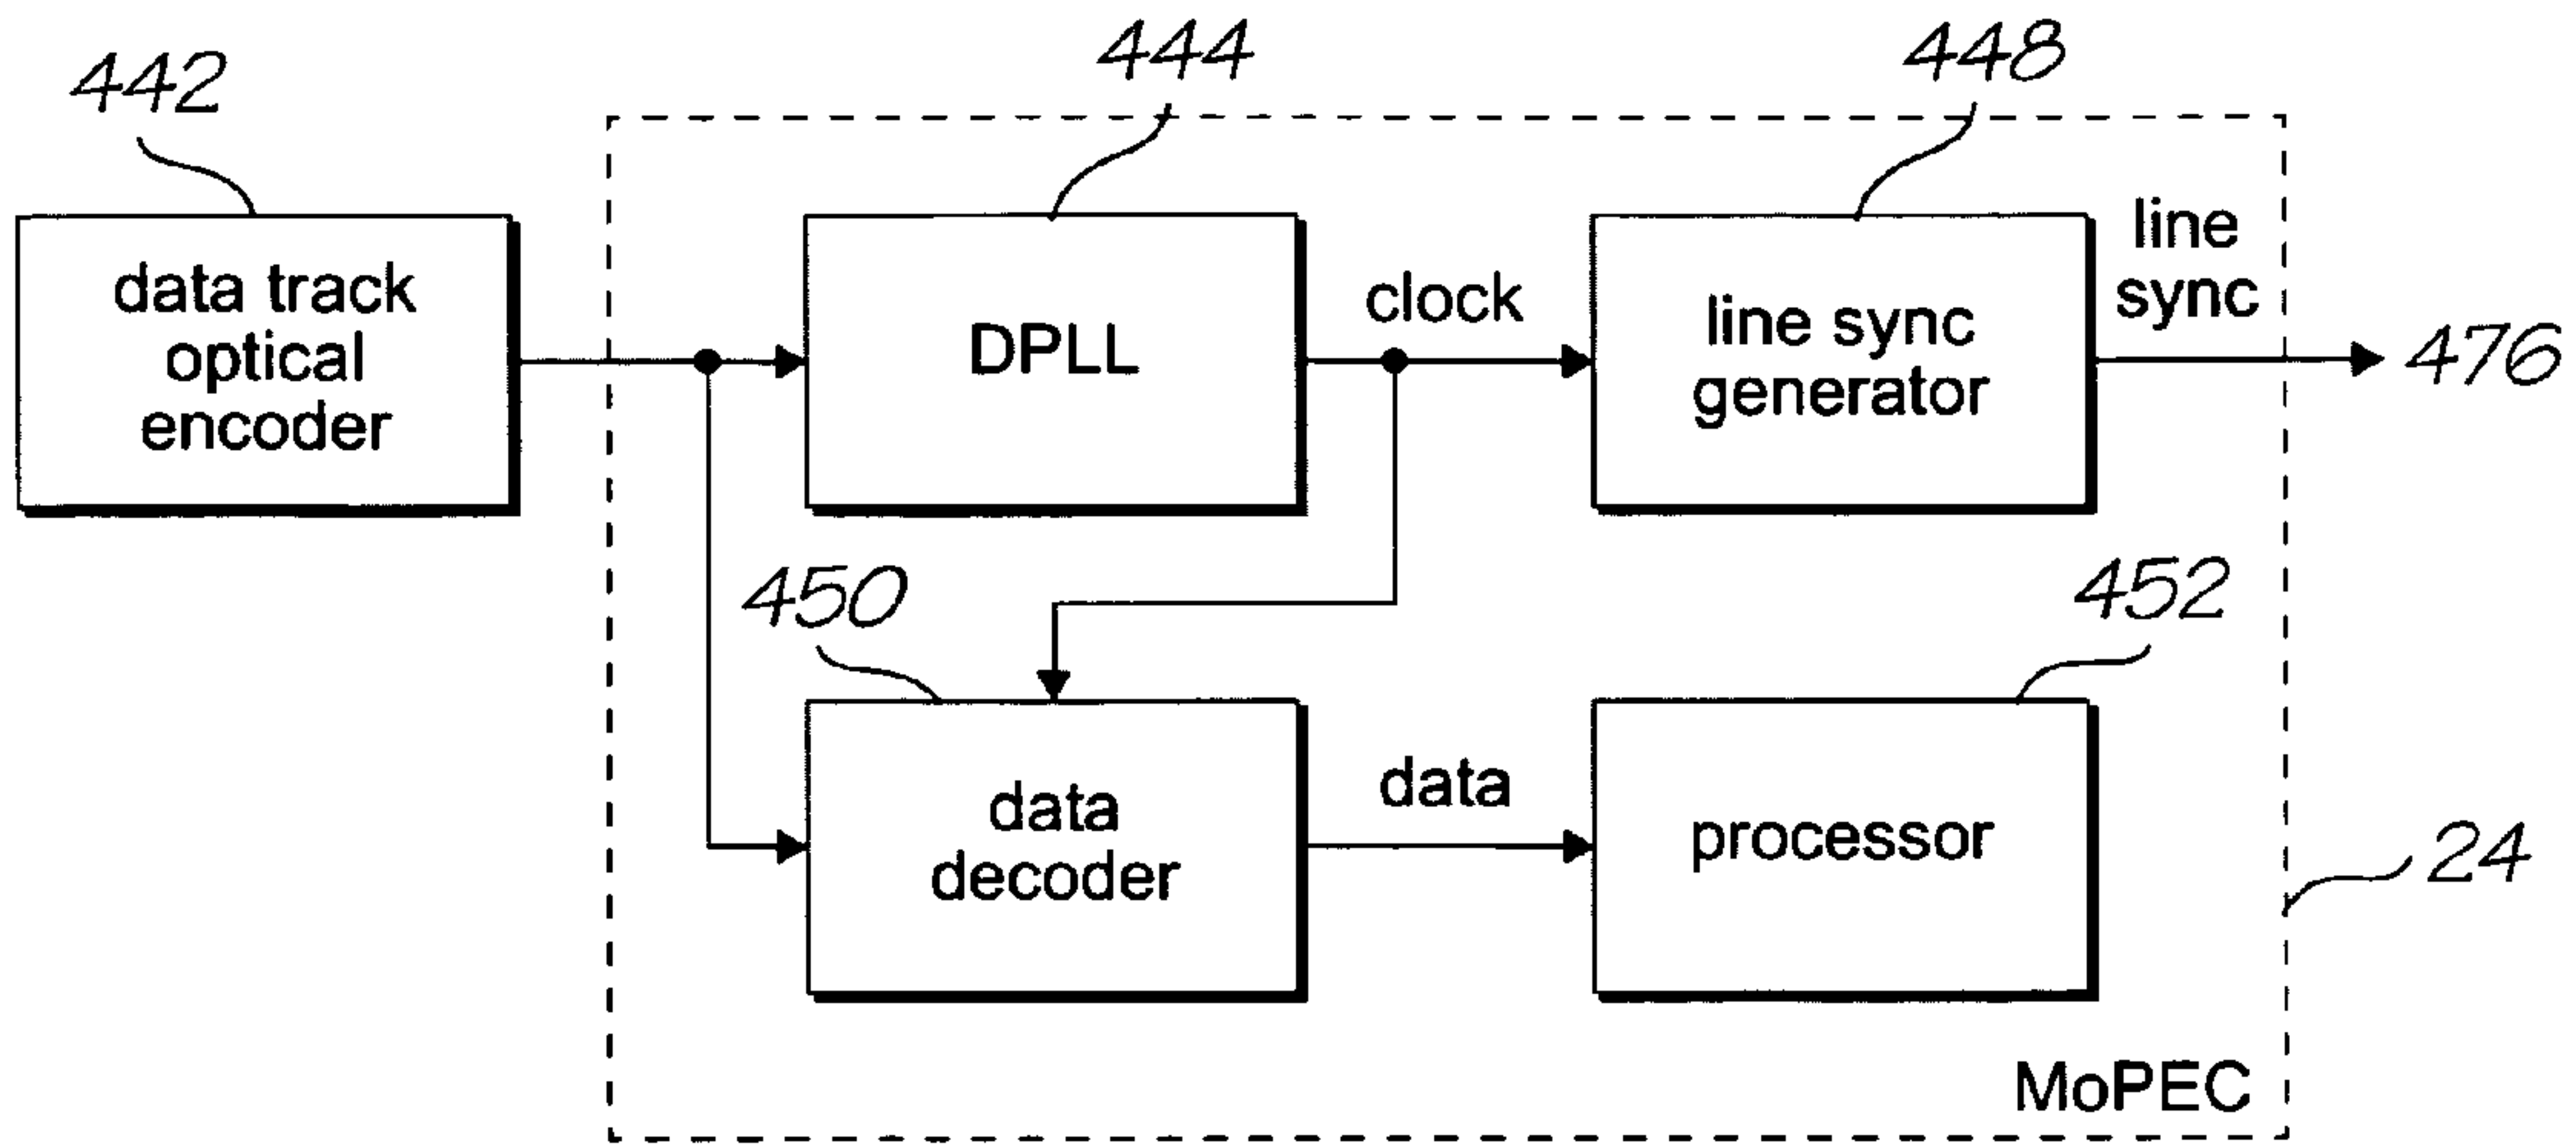 442
444
448
data track
optical
encoder
DPLL
clock
line sync
generator
line
sync
476
450
452
data
decoder
data
processor
24
MoPEC